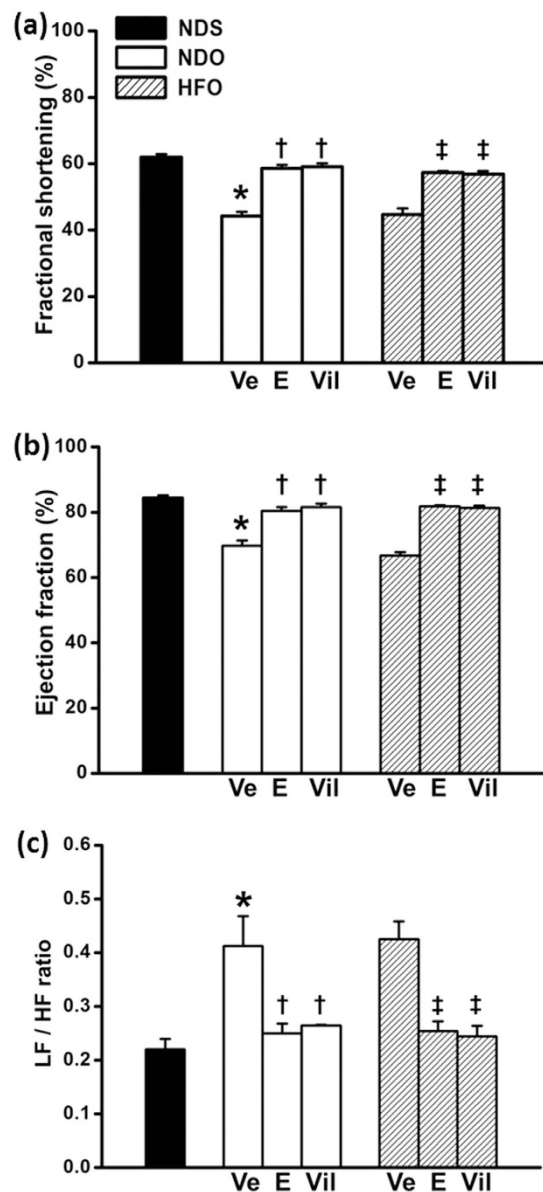 (a)
NDS
NDO
HFO
Fractional shortening (%)
100
80
60
40
20
0
*
† †
‡ ‡
Ve E Vil Ve E Vil
(b)
Ejection fraction (%)
100
80
60
40
20
0
*
† †
‡ ‡
Ve E Vil Ve E Vil
(c)
LF / HF ratio
0.6
0.5
0.4
0.3
0.2
0.1
0.0
*
† †
‡ ‡
Ve E Vil Ve E Vil